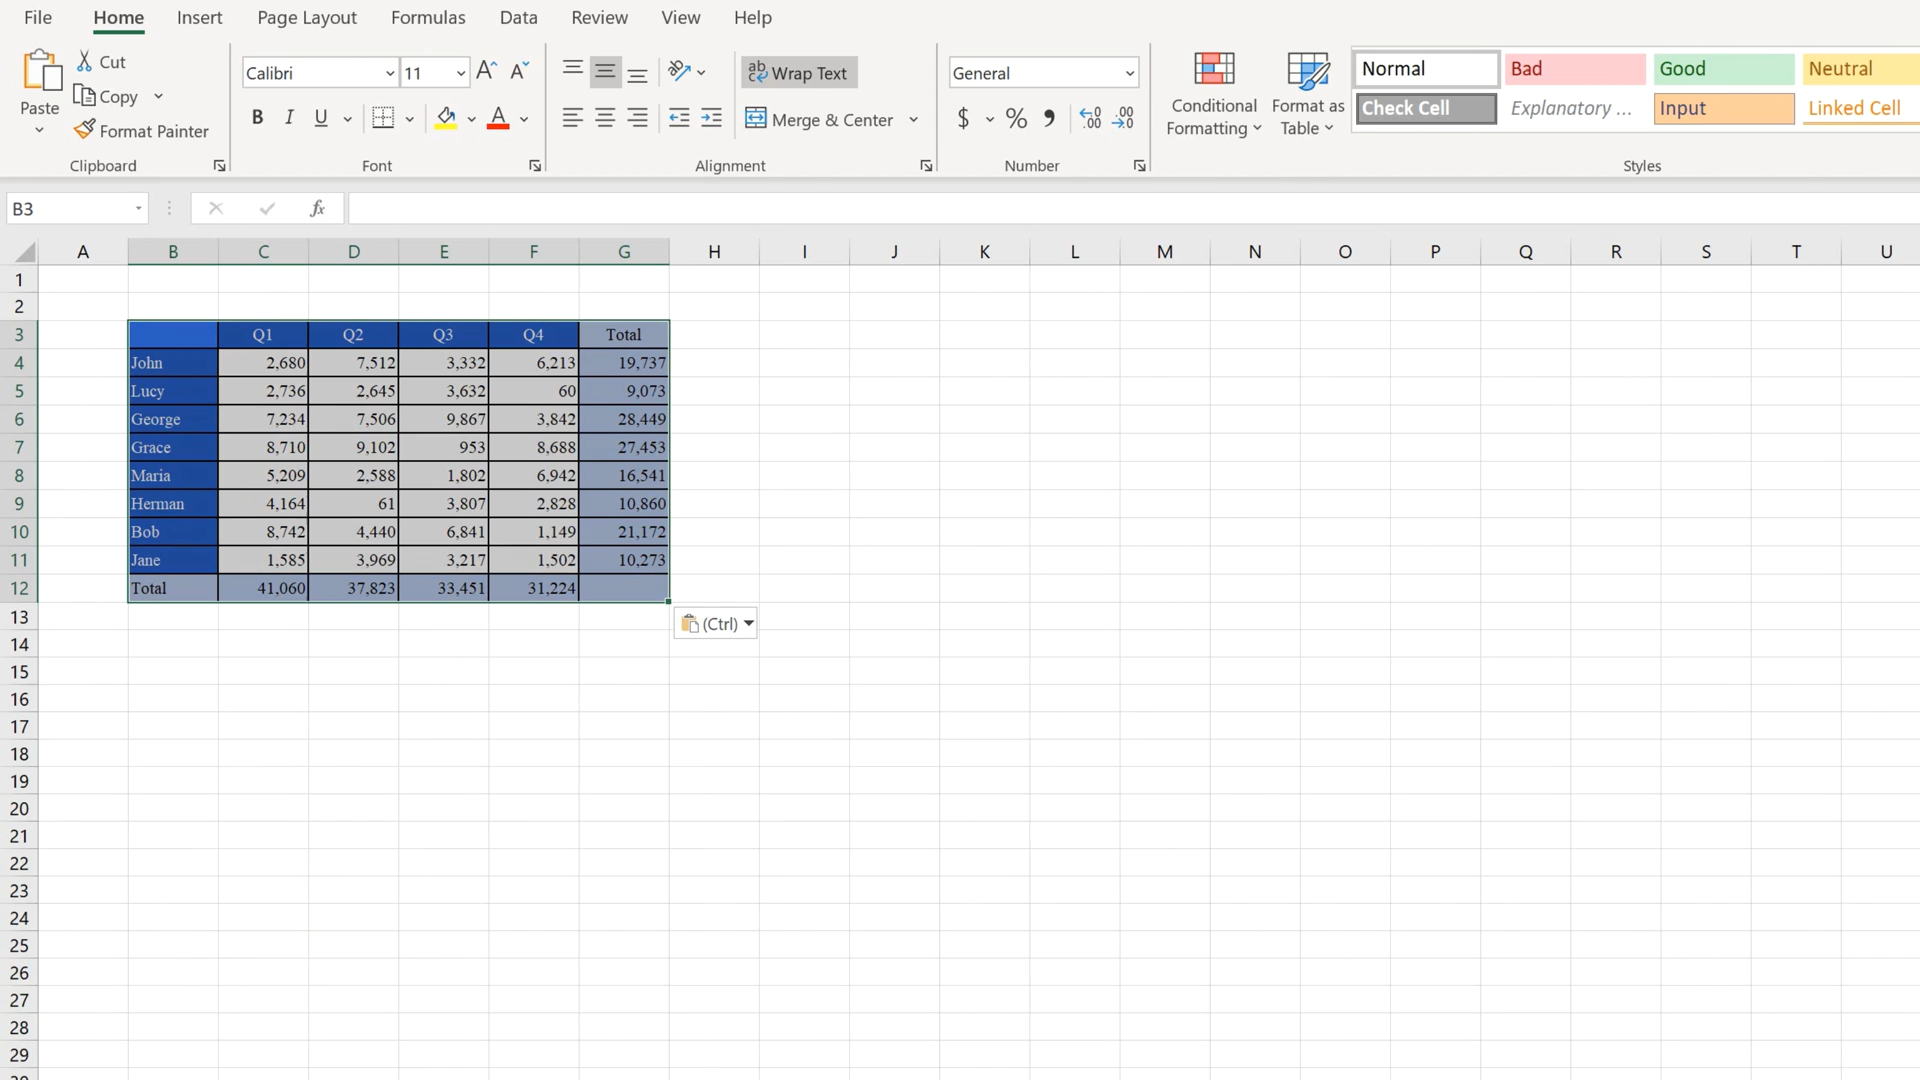 File Home Insert Page Layout Formulas Data Review View Help
Paste
Cut
Copy
Format Painter
Clipboard
Calibri 11 A A
B I U A
Font
ab Wrap Text
Merge & Center
Alignment
General
$ % 9 .00 .00
Number
Conditional Formatting
Format as Table
Normal Bad Good Neutral
Check Cell Explanatory ... Input Linked Cell
Styles
B3 fx
A B C D E F G H I J K L M N O P Q R S T U
1
2
3 Q1 Q2 Q3 Q4 Total
4 John 2,680 7,512 3,332 6,213 19,737
5 Lucy 2,736 2,645 3,632 60 9,073
6 George 7,234 7,506 9,867 3,842 28,449
7 Grace 8,710 9,102 953 8,688 27,453
8 Maria 5,209 2,588 1,802 6,942 16,541
9 Herman 4,164 61 3,807 2,828 10,860
10 Bob 8,742 4,440 6,841 1,149 21,172
11 Jane 1,585 3,969 3,217 1,502 10,273
12 Total 41,060 37,823 33,451 31,224
13 (Ctrl)
14
15
16
17
18
19
20
21
22
23
24
25
26
27
28
29